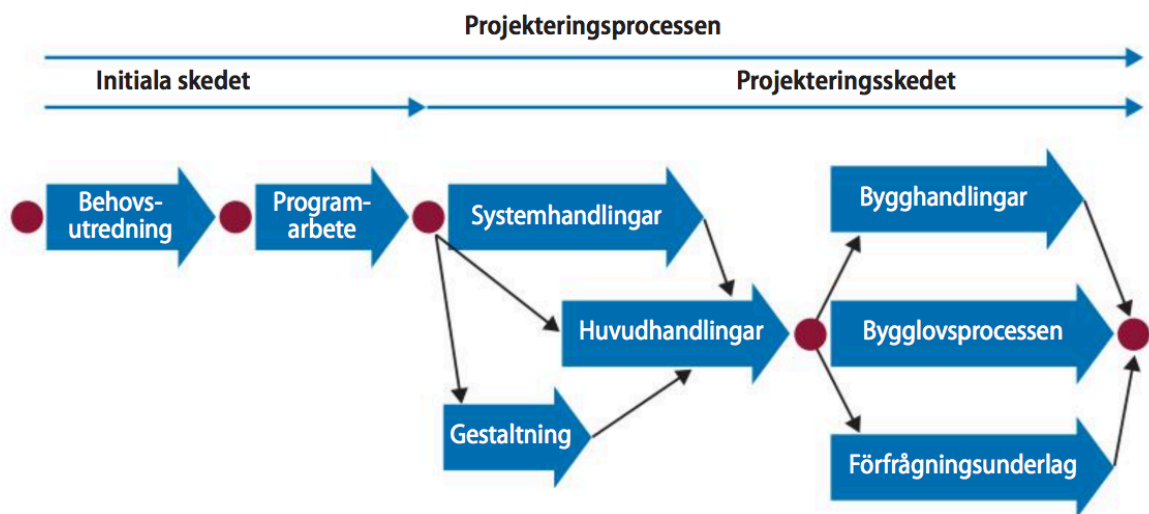 Projekteringsprocessen
Initiala skedet
Projekteringsskedet
Behovs-
utredning
Program-
arbete
Systemhandlingar
Bygghandlingar
Huvudhandlingar
Bygglovsprocessen
Gestaltning
Förfrågningsunderlag